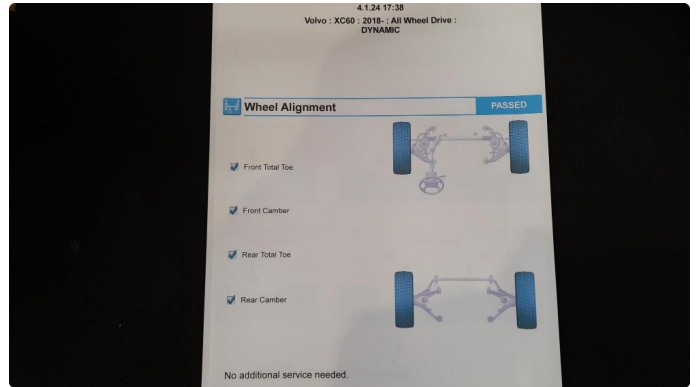 4.1.24 17:38
Volvo : XC60 : 2018- : All Wheel Drive :
DYNAMIC
Wheel Alignment
PASSED
Front Total Toe
Front Camber
Rear Total Toe
Rear Camber
No additional service needed.